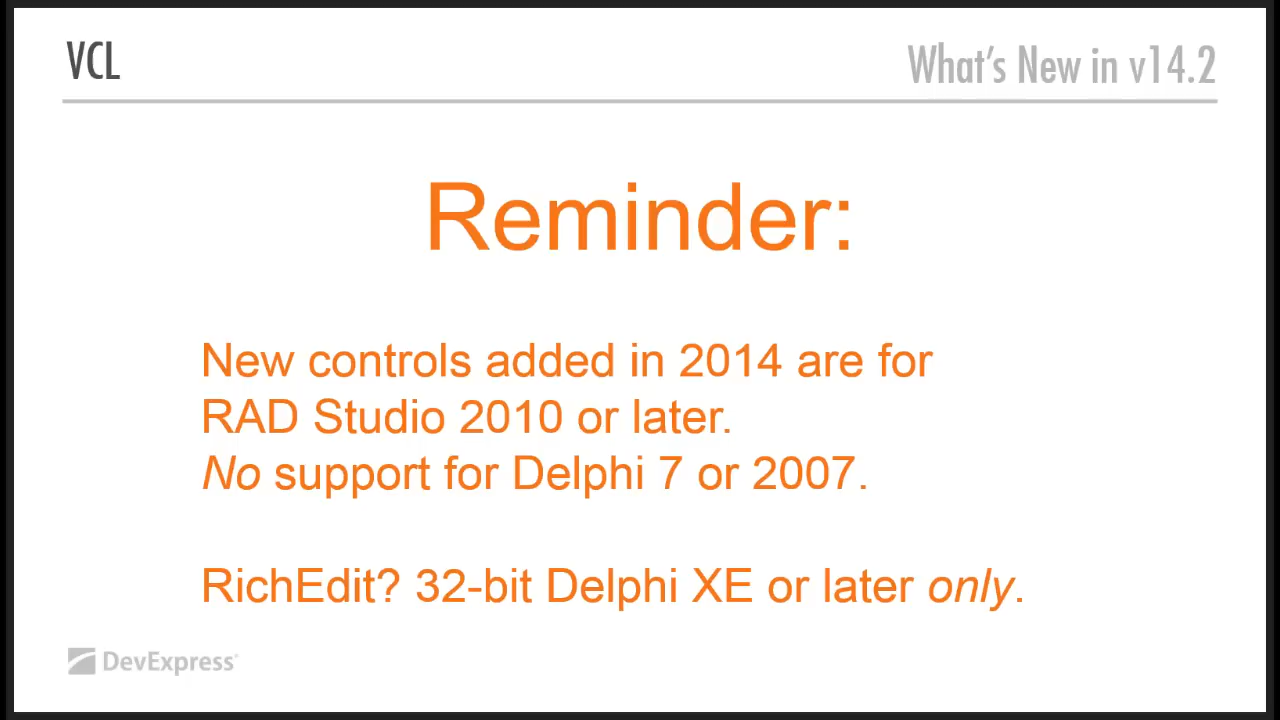 VCL
What's New in v14.2
Reminder:
New controls added in 2014 are for
RAD Studio 2010 or later.
No support for Delphi 7 or 2007.
RichEdit? 32-bit Delphi XE or later only.
DevExpress